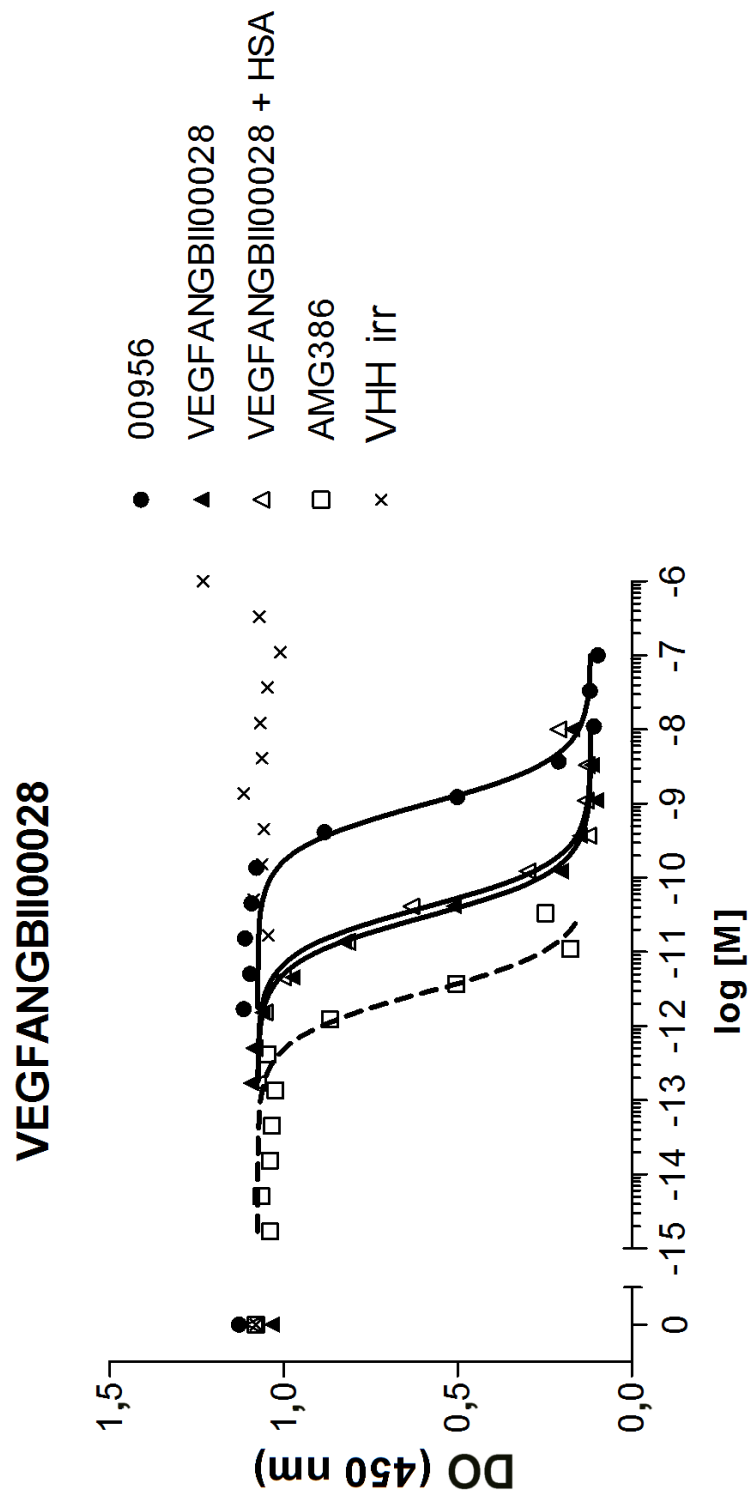 VEGFANGBII00028
DO (450 nm)
1,5
1,0
0,5
0,0
0
-15
-14
-13
-12
-11
-10
-9
-8
-7
-6
log [M]
00956
VEGFANGBII00028
VEGFANGBII00028 + HSA
AMG386
VHH irr